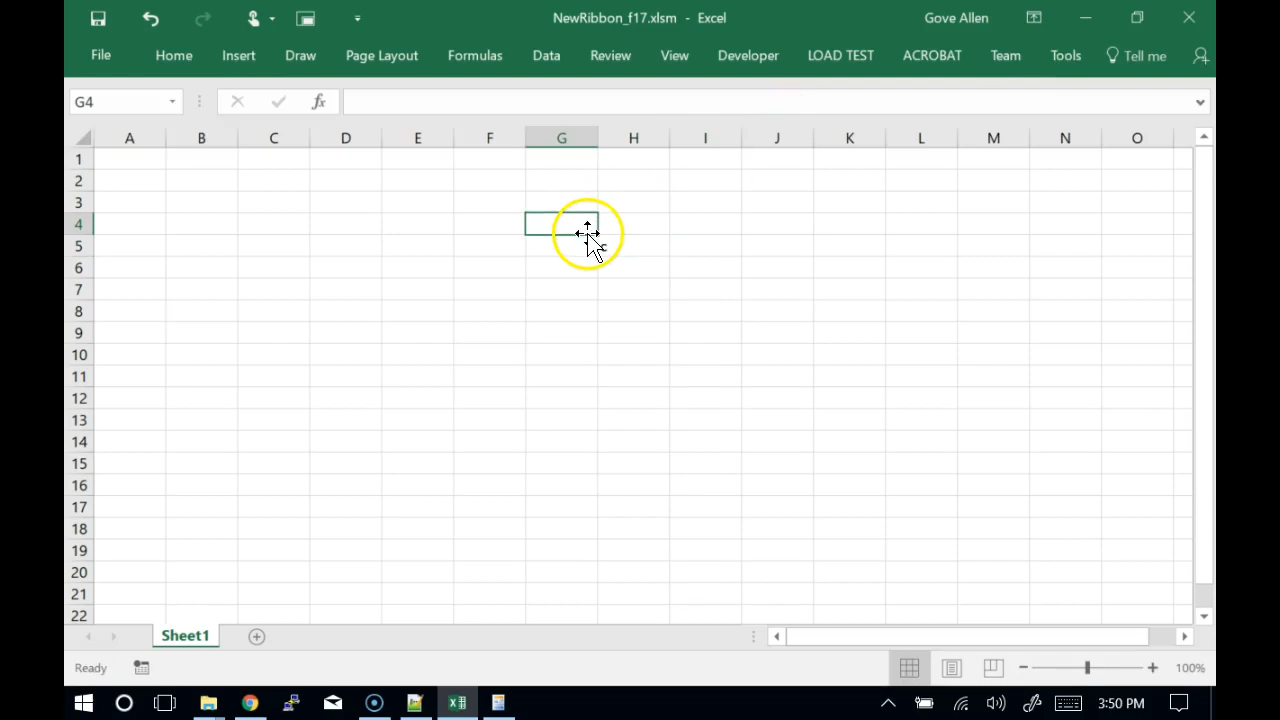 NewRibbon_f17.xlsm - Excel
Gove Allen
File Home Insert Draw Page Layout Formulas Data Review View Developer LOAD TEST ACROBAT Team Tools Tell me
G4
fx
A B C D E F G H I J K L M N O
1
2
3
4
5
6
7
8
9
10
11
12
13
14
15
16
17
18
19
20
21
22
Sheet1
Ready
100%
3:50 PM